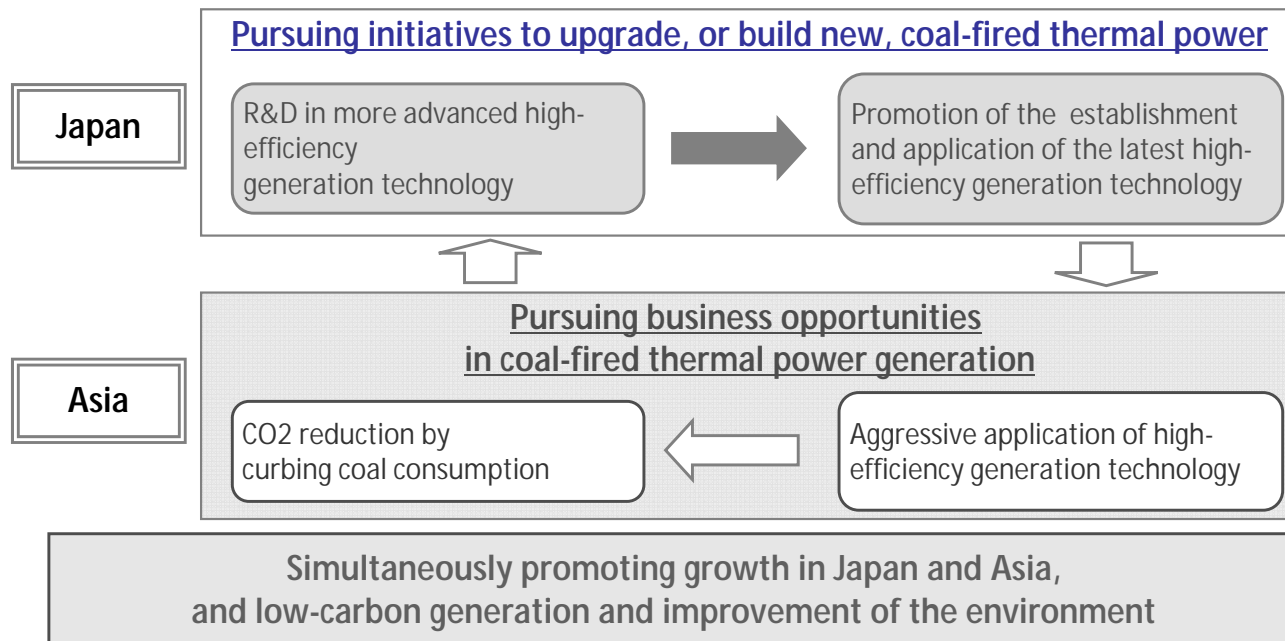 Pursuing initiatives to upgrade, or build new, coal-fired thermal power
Japan
R&D in more advanced high-
efficiency
generation technology
Promotion of the establishment
and application of the latest high-
efficiency generation technology
Pursuing business opportunities
in coal-fired thermal power generation
Asia
CO2 reduction by
curbing coal consumption
Aggressive application of high-
efficiency generation technology
Simultaneously promoting growth in Japan and Asia,
and low-carbon generation and improvement of the environment